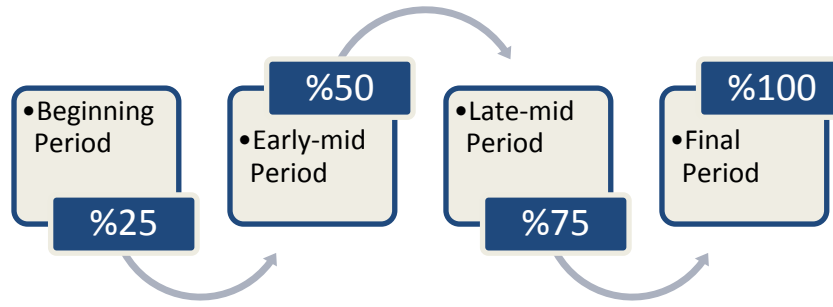 •Beginning
Period
%25
%50
•Early-mid
Period
•Late-mid
Period
%75
%100
•Final
Period